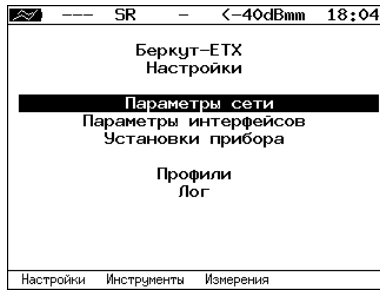 --- SR - <-40dBmm 18:04
Беркут-ETX
Настройки
Параметры сети
Параметры интерфейсов
Установки прибора
Профили
Лог
Настройки Инструменты Измерения